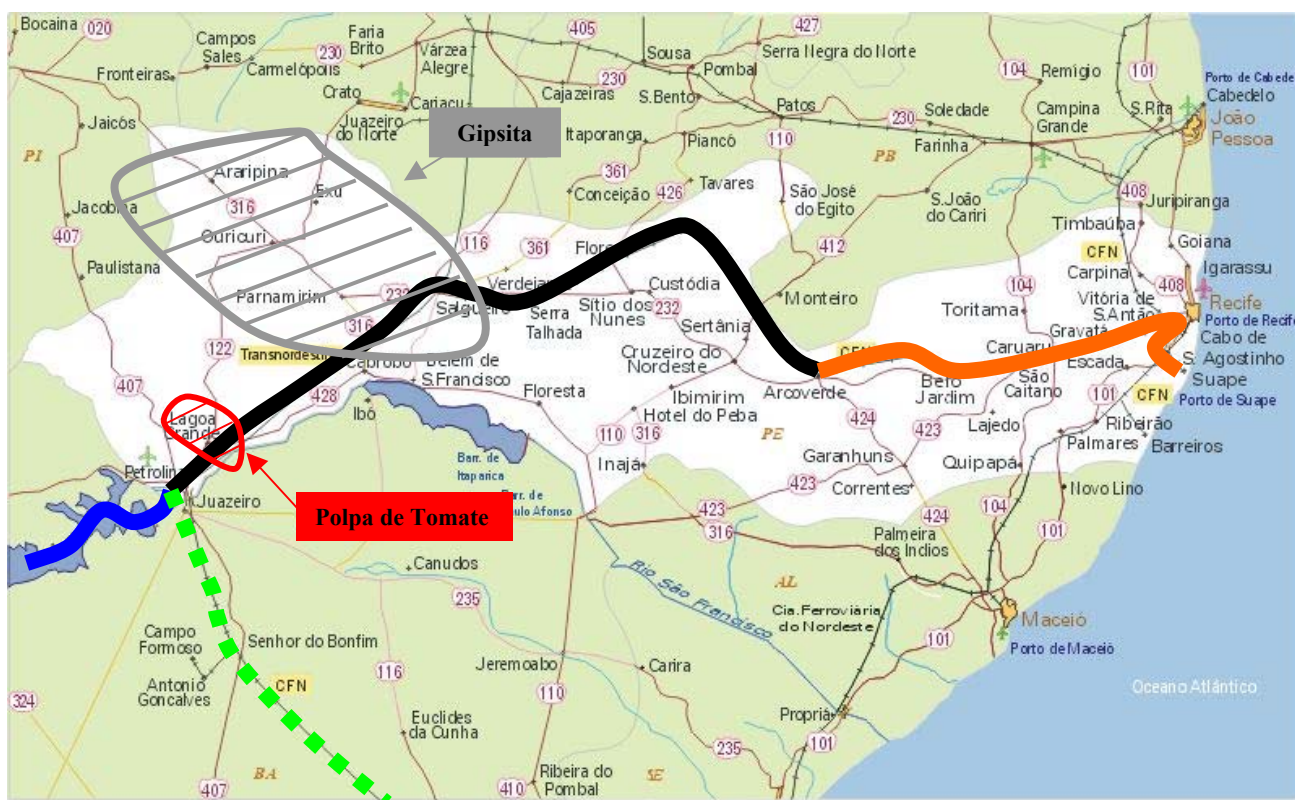 Bocaina
020
Campos
Sales
230
Faria
Brito
Várzea
Alegre
405
Sousa
427
Serra Negra do Norte
Fronteiras
Carmelópolis
Crato
Cariaçu
Cajazeiras
230
S.Bento
Pombal
104
Remígio
101
Porto de Cabede
Cabedelo
Jaicós
Juazeiro
do Norte
Gipsita
Itaporanga
Piancó
Patos
110
Soledade
230
Farinha
Campina
Grande
S.Rita
João
Pessoa
PI
PB
361
Conceição
426
Tavares
São José
do Egito
S.João
do Cariri
408
Juripiranga
Araripina
Exu
316
Jacobina
407
Ouricuri
116
361
412
Timbaúba
Goiana
CFN
Igarassu
Paulistana
Verdejan
Custódia
Monteiro
Carpina
408
Parnamirim
232
Salgueiro
Serra
Talhada
Sítio dos
Nunes
232
Sertânia
Toritama
104
Vitória de
S.Antão
Recife
Porto de Recife
316
Gravatá
Cabo de
S. Agostinho
122
Transnordestin
Cabrobó
Belém de
S.Francisco
Cruzeiro do
Nordeste
CFN
Caruaru
Escada
Suape
Porto de Suape
407
428
Ibó
Floresta
Ibimirim
Hotel do Peba
Arcoverde
Belo
Jardim
São
Caitano
101
CFN
Lagoa
Grande
424
Lajedo
Ribeirão
110
316
PE
423
Palmares
Barreiros
Petrolina
Barr. de
Itaparica
Inajá
Garanhuns
Quipapá
Juazeiro
Polpa de Tomate
423
Correntes
Novo Lino
423
424
104
101
316
Palmeira
dos Indios
Canudos
235
Rio São Francisco
AL
Cia.Ferroviária
do Nordeste
Maceió
Campo
Formoso
Senhor do Bonfim
101
Porto de Maceió
Jeremoabo
Carira
116
Antonio
Goncalves
CFN
110
Oceano Atlântico
324
Euclides
da Cunha
Propriá
101
235
BA
Ribeira do
Pombal
SE
407
410